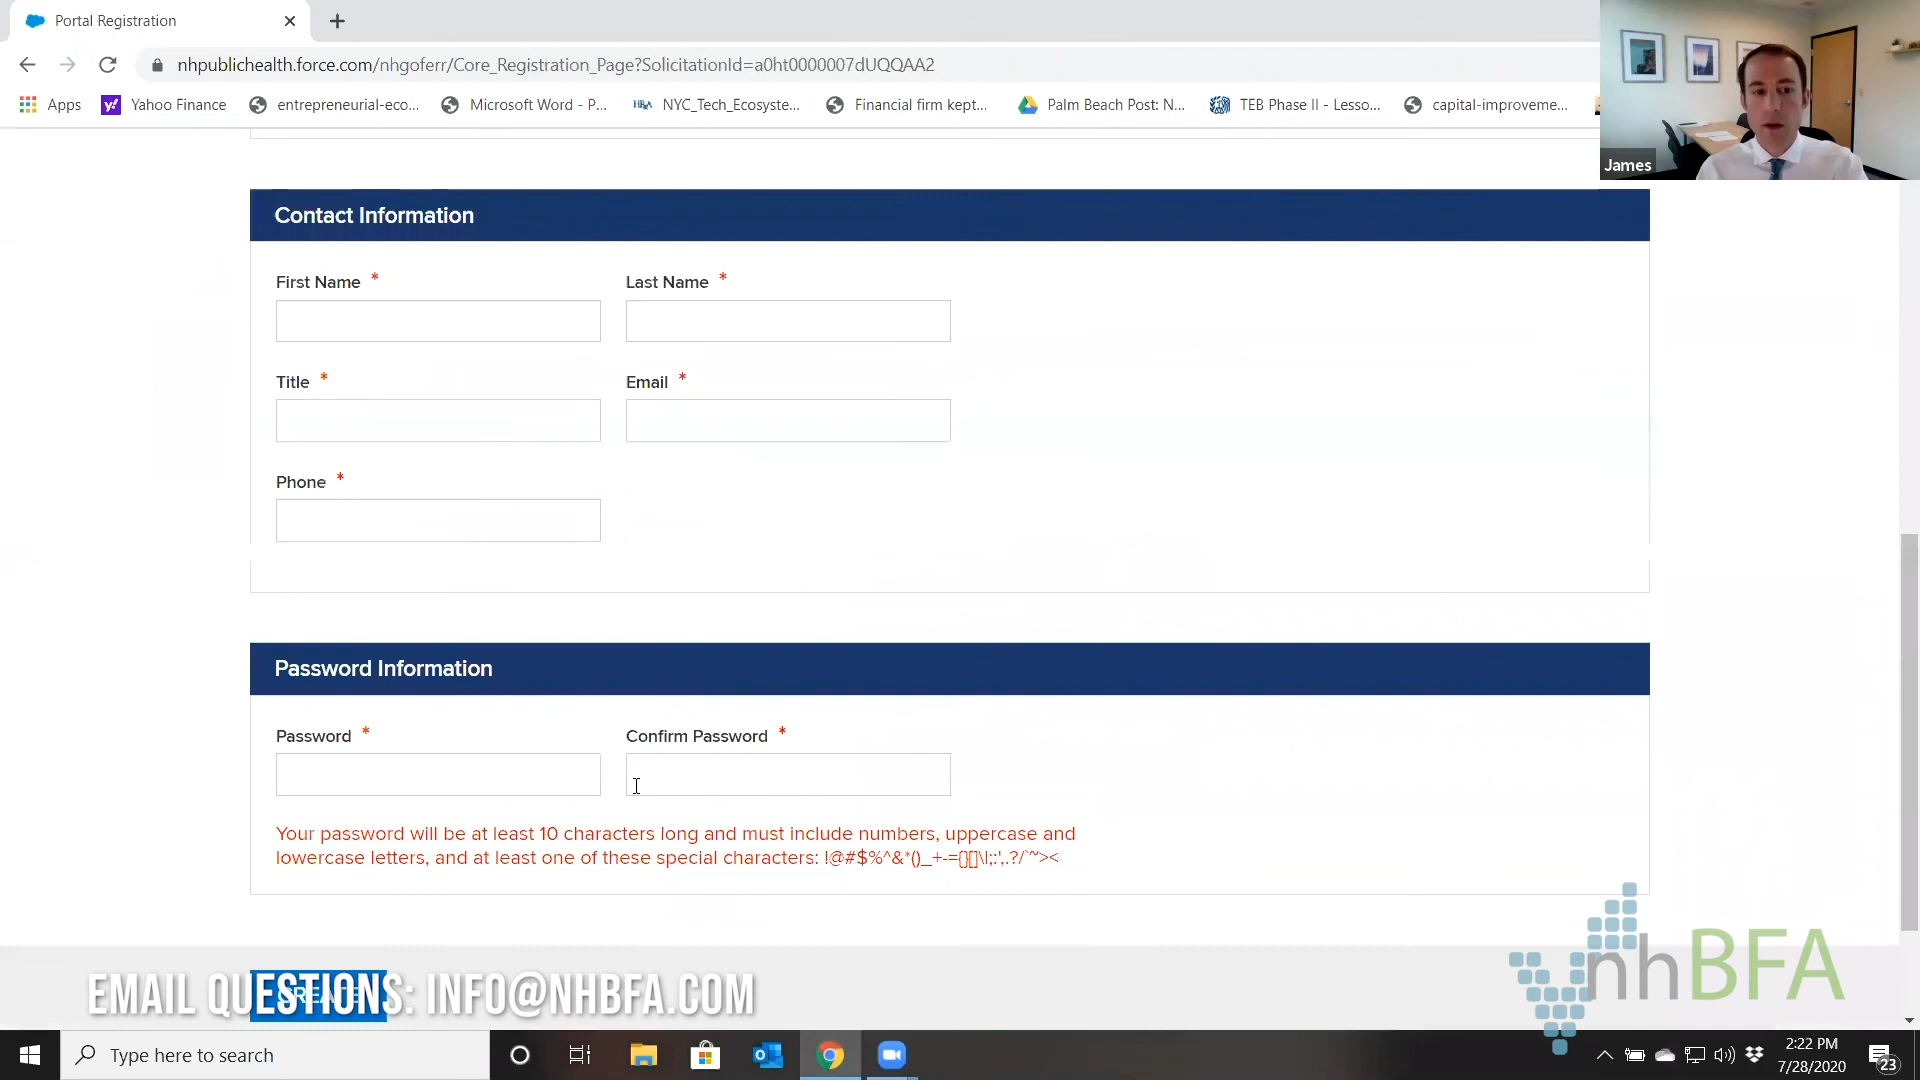 Portal Registration
nhpublichealth.force.com/nhgoferr/Core_Registration_Page?SolicitationId=a0ht0000007dUQQAA2
Apps
Yahoo Finance
entrepreneurial-eco...
Microsoft Word - P...
NYC_Tech_Ecosyste...
Financial firm kept...
Palm Beach Post: N...
TEB Phase II - Lesso...
capital-improveme...
James
Contact Information
First Name *
Last Name *
Title *
Email *
Phone *
Password Information
Password *
Confirm Password *
Your password will be at least 10 characters long and must include numbers, uppercase and
lowercase letters, and at least one of these special characters: !@#$%^&*()_+-={}[]\|;:',.?/`~><
CREATE
EMAIL QUESTIONS: INFO@NHBFA.COM
nhBFA
Type here to search
2:22 PM
7/28/2020
23